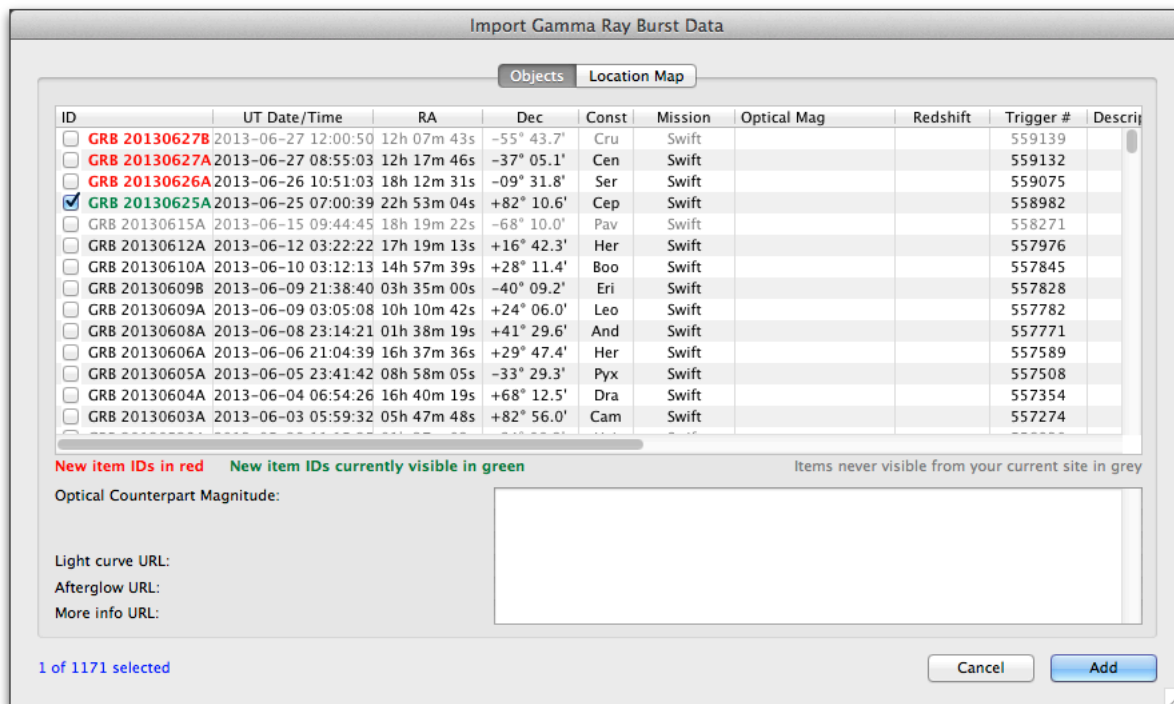 Import Gamma Ray Burst Data
Objects Location Map
ID UT Date/Time RA Dec Const Mission Optical Mag Redshift Trigger # Descrip
GRB 20130627B 2013-06-27 12:00:50 12h 07m 43s -55° 43.7' Cru Swift 559139
GRB 20130627A 2013-06-27 08:55:03 12h 17m 46s -37° 05.1' Cen Swift 559132
GRB 20130626A 2013-06-26 10:51:03 18h 12m 31s -09° 31.8' Ser Swift 559075
GRB 20130625A 2013-06-25 07:00:39 22h 53m 04s +82° 10.6' Cep Swift 558982
GRB 20130615A 2013-06-15 09:44:45 18h 19m 22s -68° 10.0' Pav Swift 558271
GRB 20130612A 2013-06-12 03:22:22 17h 19m 13s +16° 42.3' Her Swift 557976
GRB 20130610A 2013-06-10 03:12:13 14h 57m 39s +28° 11.4' Boo Swift 557845
GRB 20130609B 2013-06-09 21:38:40 03h 35m 00s -40° 09.2' Eri Swift 557828
GRB 20130609A 2013-06-09 03:05:08 10h 10m 42s +24° 06.0' Leo Swift 557782
GRB 20130608A 2013-06-08 23:14:21 01h 38m 19s +41° 29.6' And Swift 557771
GRB 20130606A 2013-06-06 21:04:39 16h 37m 36s +29° 47.4' Her Swift 557589
GRB 20130605A 2013-06-05 23:41:42 08h 58m 05s -33° 29.3' Pyx Swift 557508
GRB 20130604A 2013-06-04 06:54:26 16h 40m 19s +68° 12.5' Dra Swift 557354
GRB 20130603A 2013-06-03 05:59:32 05h 47m 48s +82° 56.0' Cam Swift 557274
New item IDs in red New item IDs currently visible in green Items never visible from your current site in grey
Optical Counterpart Magnitude:
Light curve URL:
Afterglow URL:
More info URL:
1 of 1171 selected Cancel Add